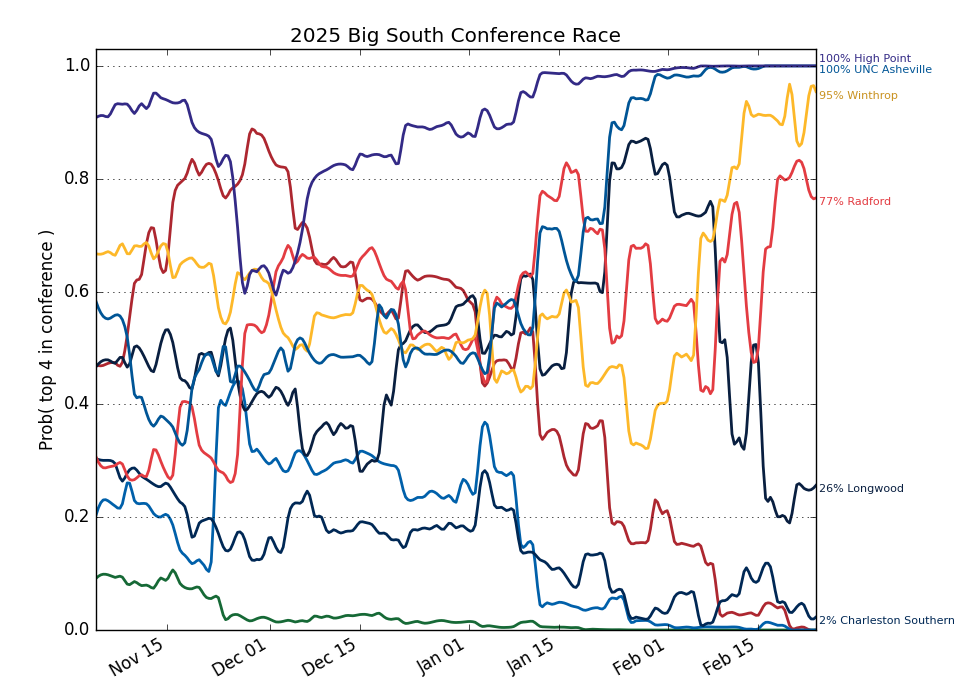 2025 Big South Conference Race
Prob( top 4 in conference )
1.0
0.8
0.6
0.4
0.2
0.0
Nov 15
Dec 01
Dec 15
Jan 01
Jan 15
Feb 01
Feb 15
100% High Point
100% UNC Asheville
95% Winthrop
77% Radford
26% Longwood
2% Charleston Southern